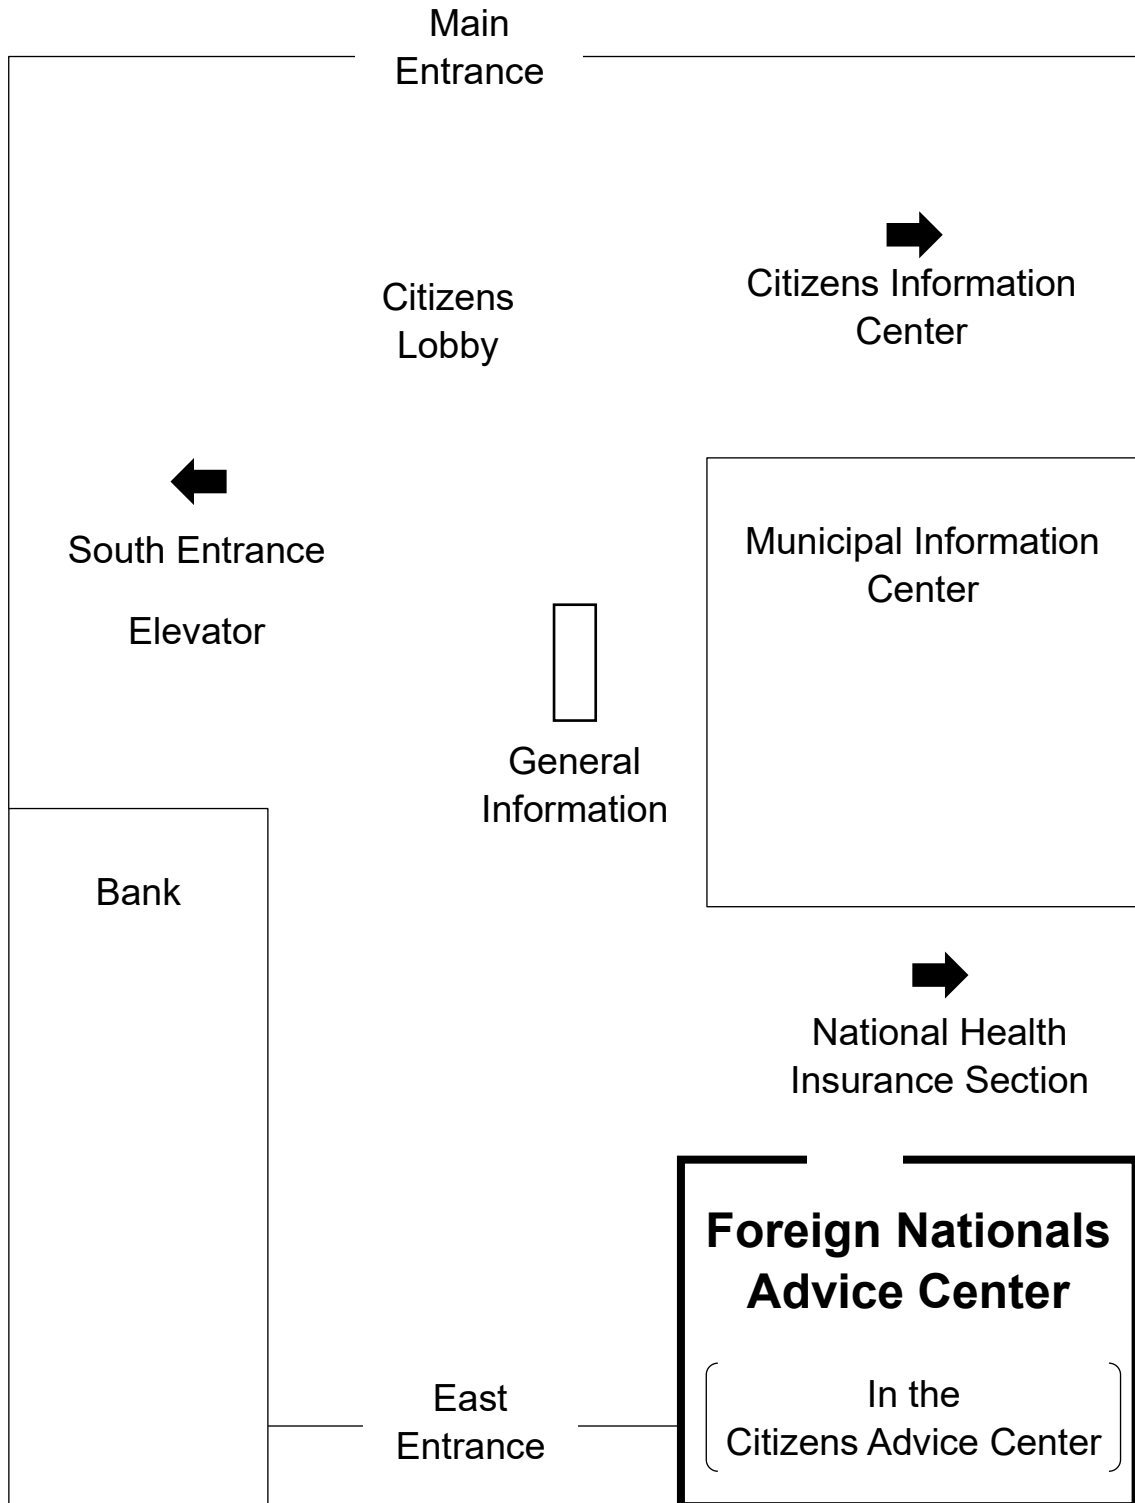 Main
Entrance
Citizens
Lobby
Citizens Information
Center
South Entrance
Elevator
Municipal Information
Center
General
Information
Bank
National Health
Insurance Section
Foreign Nationals
Advice Center
In the
Citizens Advice Center
East
Entrance